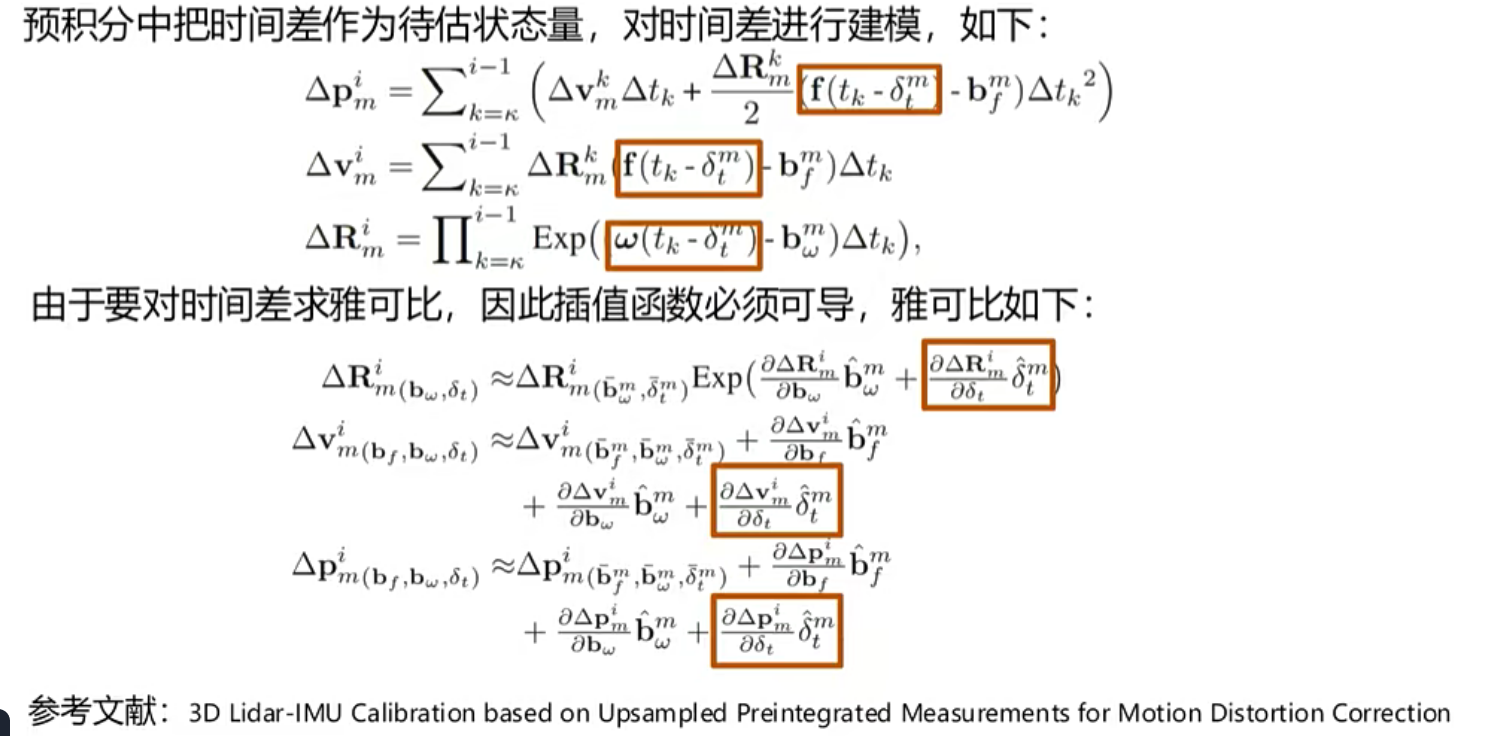 预积分中把时间差作为待估状态量，对时间差进行建模，如下：
$\Delta \mathbf{p}_m^i = \sum_{k=\kappa}^{i-1} \left( \Delta \mathbf{v}_m^k \Delta t_k + \frac{\Delta \mathbf{R}_m^k}{2} (\mathbf{f}(t_k - \delta_t^m) - \mathbf{b}_f^m) \Delta {t_k}^2 \right)$
$\Delta \mathbf{v}_m^i = \sum_{k=\kappa}^{i-1} \Delta \mathbf{R}_m^k (\mathbf{f}(t_k - \delta_t^m) - \mathbf{b}_f^m) \Delta t_k$
$\Delta \mathbf{R}_m^i = \prod_{k=\kappa}^{i-1} \mathrm{Exp}((\boldsymbol{\omega}(t_k - \delta_t^m) - \mathbf{b}_\omega^m) \Delta t_k),$
由于要对时间差求雅可比，因此插值函数必须可导，雅可比如下：
$\Delta \mathbf{R}_{m(\mathbf{b}_\omega, \delta_t)}^i \approx \Delta \mathbf{R}_{m(\bar{\mathbf{b}}_\omega^m, \bar{\delta}_t^m)}^i \mathrm{Exp}( \frac{\partial \Delta \mathbf{R}_m^i}{\partial \mathbf{b}_\omega} \hat{\mathbf{b}}_\omega^m + \frac{\partial \Delta \mathbf{R}_m^i}{\partial \delta_t} \hat{\delta}_t^m )$
$\Delta \mathbf{v}_{m(\mathbf{b}_f, \mathbf{b}_\omega, \delta_t)}^i \approx \Delta \mathbf{v}_{m(\bar{\mathbf{b}}_f^m, \bar{\mathbf{b}}_\omega^m, \bar{\delta}_t^m)}^i + \frac{\partial \Delta \mathbf{v}_m^i}{\partial \mathbf{b}_f} \hat{\mathbf{b}}_f^m$
$+ \frac{\partial \Delta \mathbf{v}_m^i}{\partial \mathbf{b}_\omega} \hat{\mathbf{b}}_\omega^m + \frac{\partial \Delta \mathbf{v}_m^i}{\partial \delta_t} \hat{\delta}_t^m$
$\Delta \mathbf{p}_{m(\mathbf{b}_f, \mathbf{b}_\omega, \delta_t)}^i \approx \Delta \mathbf{p}_{m(\bar{\mathbf{b}}_f^m, \bar{\mathbf{b}}_\omega^m, \bar{\delta}_t^m)}^i + \frac{\partial \Delta \mathbf{p}_m^i}{\partial \mathbf{b}_f} \hat{\mathbf{b}}_f^m$
$+ \frac{\partial \Delta \mathbf{p}_m^i}{\partial \mathbf{b}_\omega} \hat{\mathbf{b}}_\omega^m + \frac{\partial \Delta \mathbf{p}_m^i}{\partial \delta_t} \hat{\delta}_t^m$
参考文献：3D Lidar-IMU Calibration based on Upsampled Preintegrated Measurements for Motion Distortion Correction